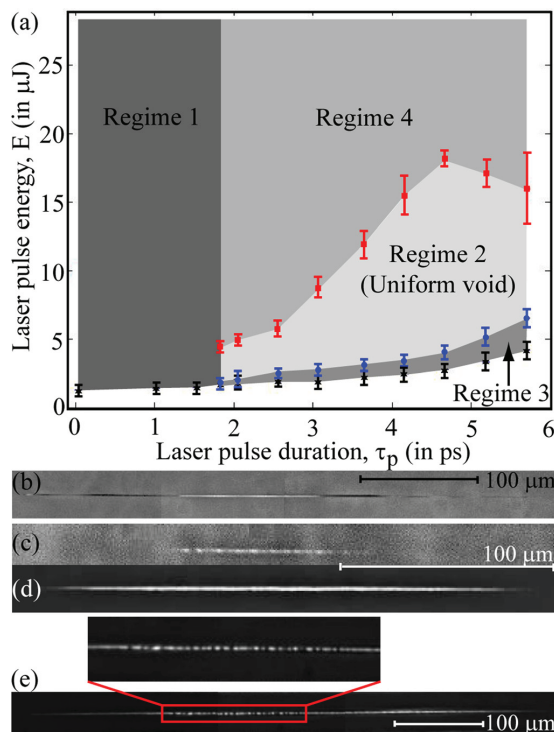 (a)
25
20
15
10
5
0
Laser pulse energy, E (in μJ)
Regime 1
Regime 4
Regime 2
(Uniform void)
Regime 3
0 1 2 3 4 5 6
Laser pulse duration, τp (in ps)
(b)
100 μm
(c)
100 μm
(d)
(e)
100 μm